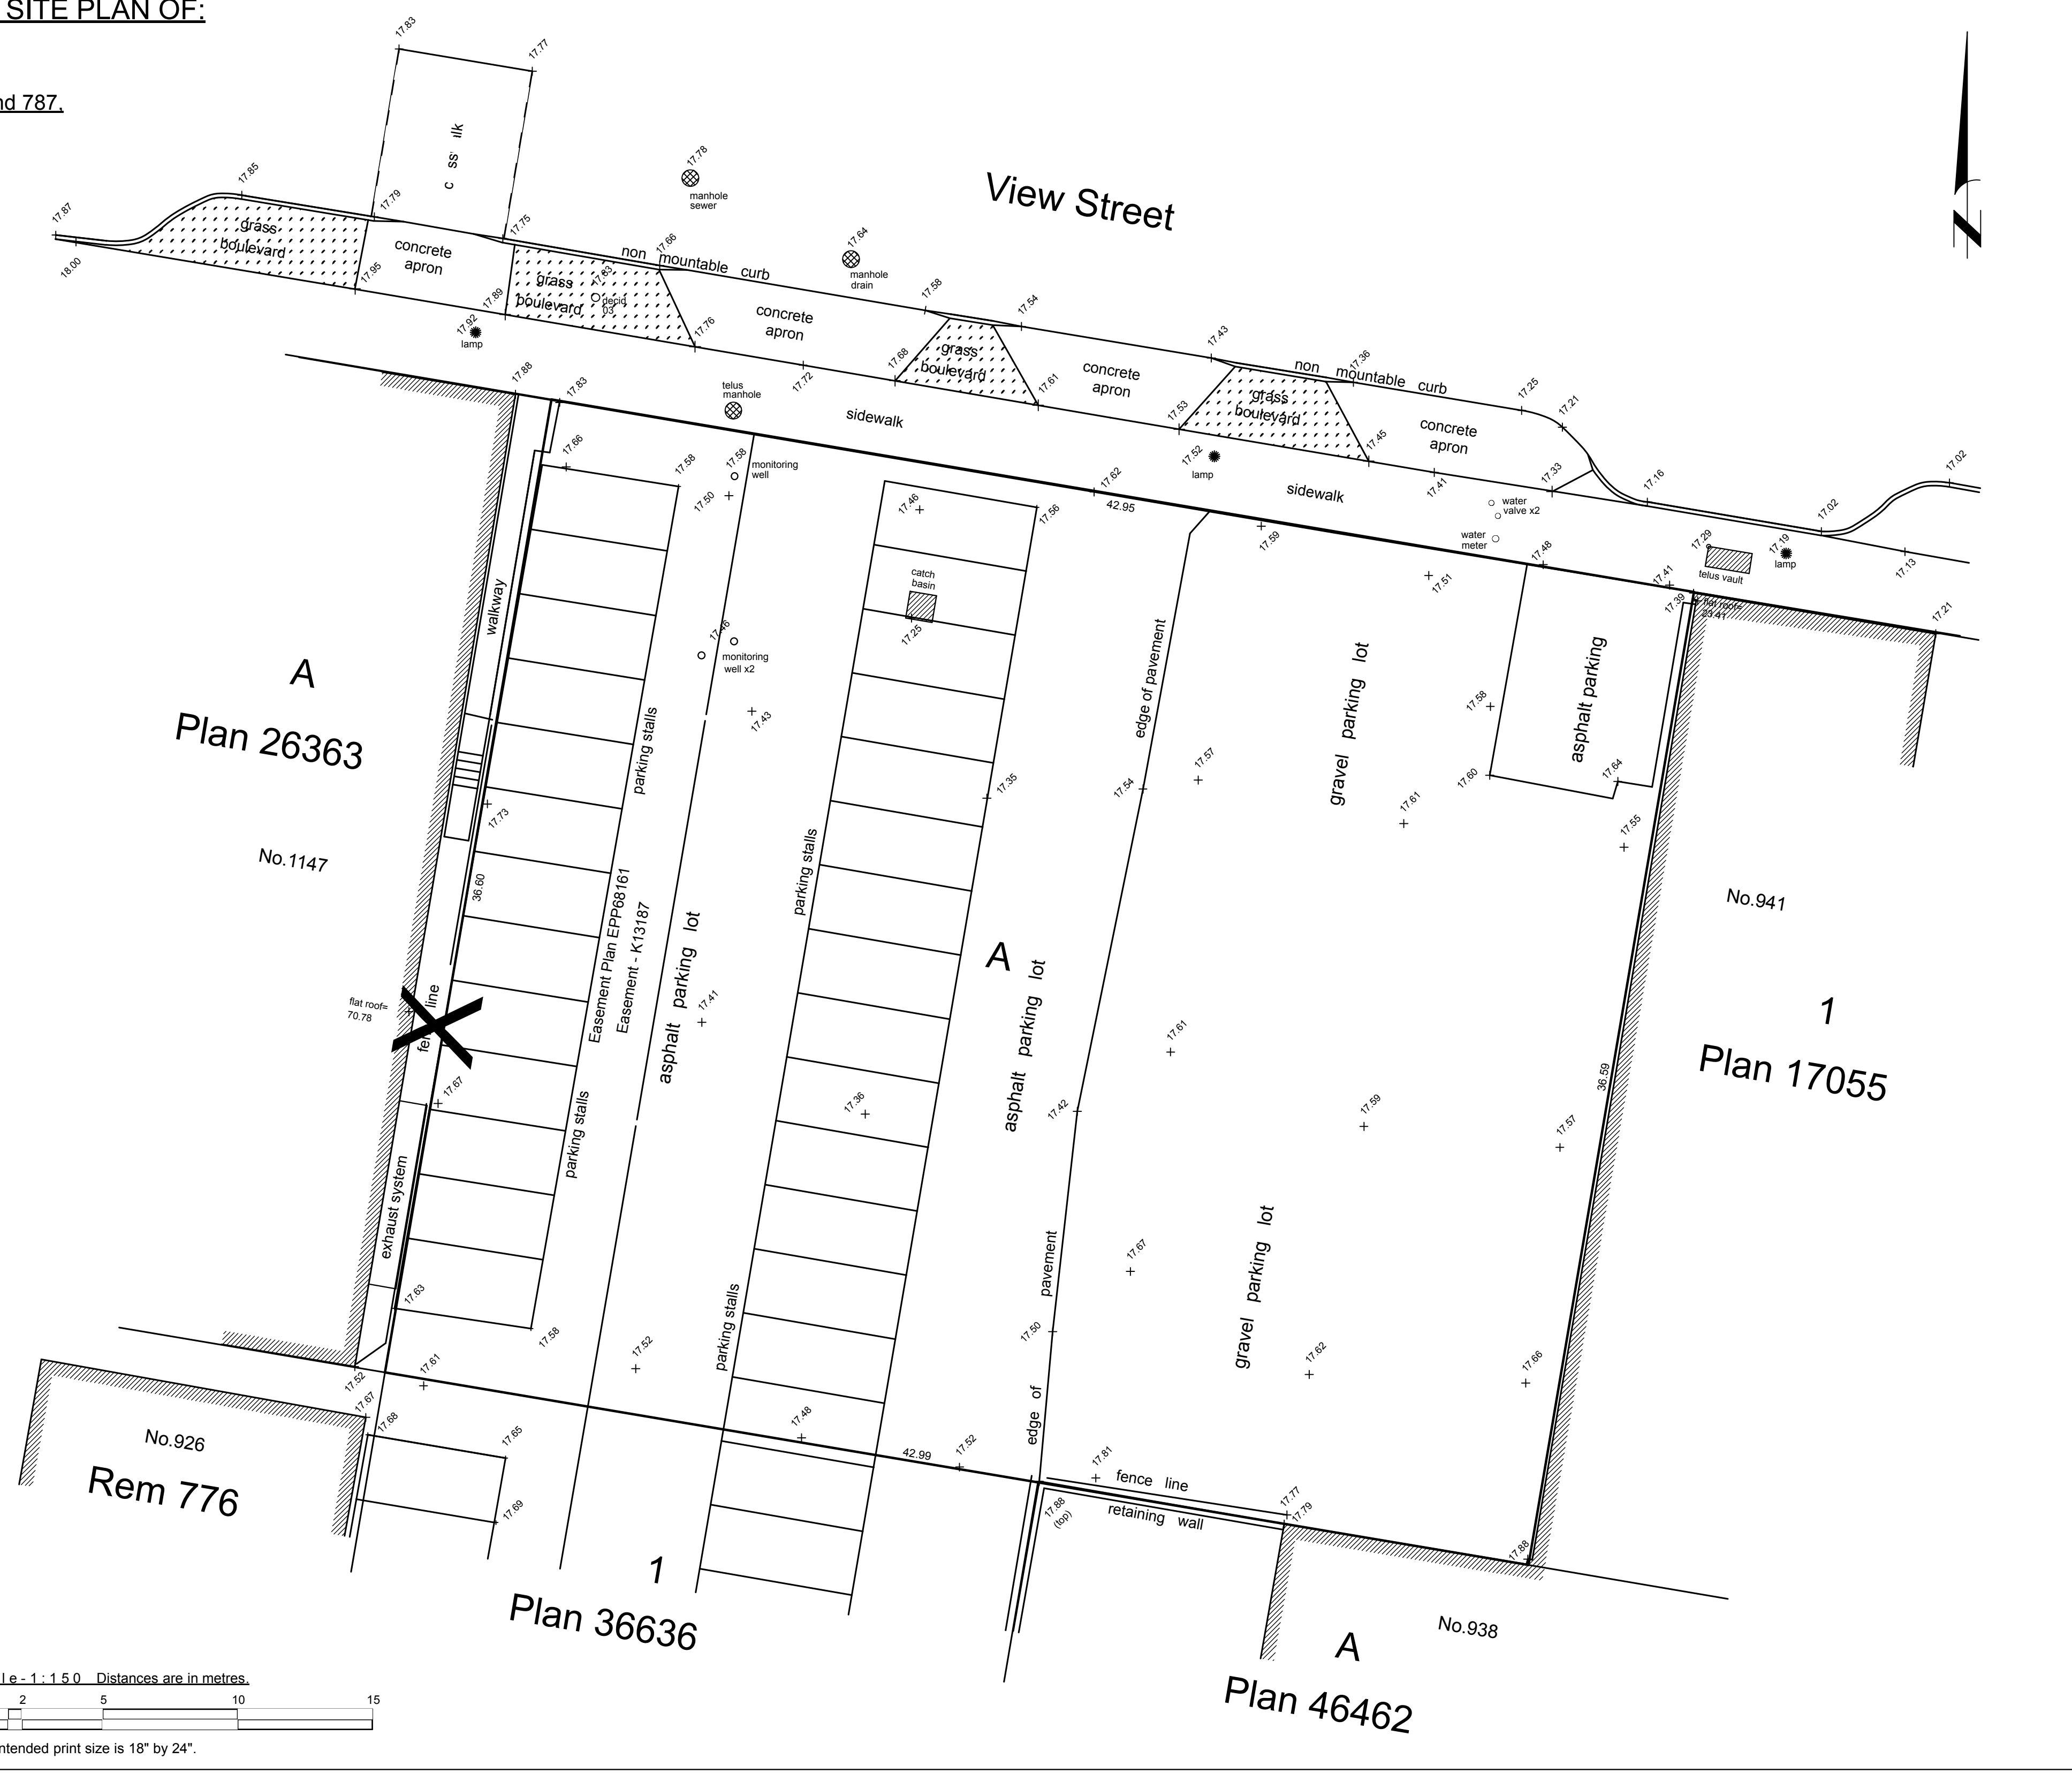 SITE PLAN OF:
nd 787,
17.83
17.77
17.78
manhole
sewer
View Street
17.85
17.87
18.00
17.79
17.75
grass
boulevard
17.95
concrete
apron
17.89
17.92
lamp
grass
boulevard
17.83
decid
03
non mountable curb
17.66
17.64
manhole
drain
17.76
concrete
apron
17.72
17.58
17.54
17.68
grass
boulevard
17.61
concrete
apron
17.43
17.53
non mountable curb
17.36
grass
boulevard
17.45
concrete
apron
17.25
17.21
17.41
17.33
17.16
17.02
17.02
17.13
17.88
17.83
telus
manhole
sidewalk
17.62
42.95
17.52
lamp
sidewalk
water
valve x2
water
meter
17.48
17.59
17.51
17.29
telus vault
17.19
lamp
17.41
17.39
flat roof=
23.41
17.21
17.66
17.58
17.58
monitoring
well
17.50
17.46
17.56
catch
basin
17.25
17.46
monitoring
well x2
17.43
walkway
parking stalls
edge of pavement
gravel parking lot
asphalt parking
17.58
17.60
17.64
17.55
A
Plan 26363
No.1147
17.73
36.60
17.35
17.54
17.57
17.61
parking stalls
Easement Plan EPP68161
Easement - K13187
asphalt parking lot
A
asphalt parking lot
No.941
1
Plan 17055
flat roof=
70.78
line
17.41
17.61
17.67
17.36
17.42
17.59
17.57
36.59
parking stalls
exhaust system
17.63
17.58
17.52
parking stalls
17.67
edge of pavement
17.50
gravel parking lot
17.62
17.66
17.61
17.52
17.67
17.68
17.65
17.69
17.48
42.99
17.52
17.81
fence line
17.88
(top)
retaining wall
17.77
17.79
17.88
No.926
Rem 776
1
Plan 36636
A
Plan 46462
No.938
le-1:150 Distances are in metres.
2 5 10 15
ntended print size is 18" by 24".